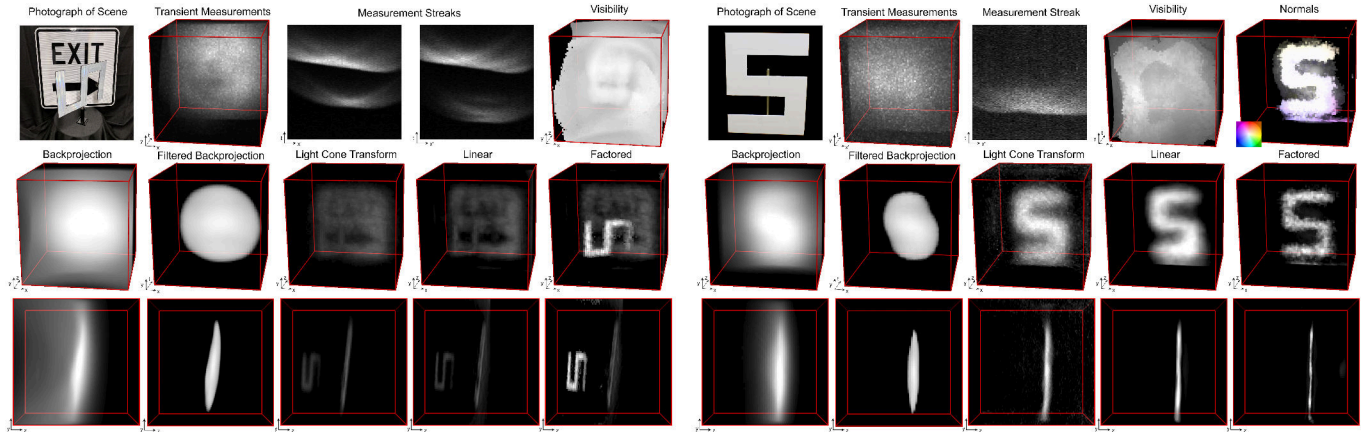 Photograph of Scene
Transient Measurements
Measurement Streaks
Visibility
EXIT
Backprojection
Filtered Backprojection
Light Cone Transform
Linear
Factored
Photograph of Scene
Transient Measurements
Measurement Streak
Visibility
Normals
S
Backprojection
Filtered Backprojection
Light Cone Transform
Linear
Factored